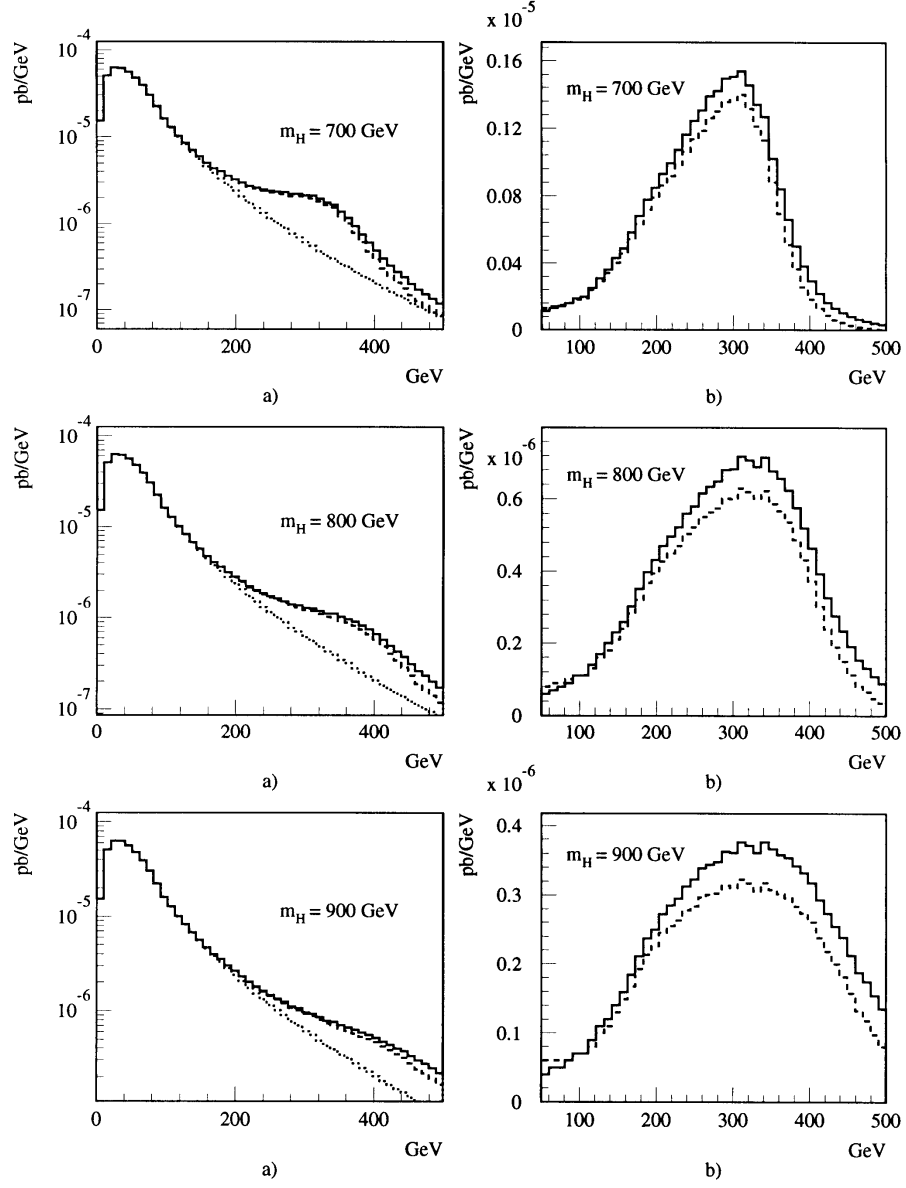 x 10^-5
pb/GeV
10^-4
10^-5
10^-6
10^-7
m_H = 700 GeV
0 200 400
GeV
a)
pb/GeV
0.16
0.12
0.08
0.04
0
m_H = 700 GeV
100 200 300 400 500
GeV
b)
pb/GeV
10^-4
10^-5
10^-6
10^-7
m_H = 800 GeV
0 200 400
GeV
a)
pb/GeV
x 10^-6
0.6
0.4
0.2
0
m_H = 800 GeV
100 200 300 400 500
GeV
b)
pb/GeV
10^-4
10^-5
10^-6
m_H = 900 GeV
0 200 400
GeV
a)
x 10^-6
pb/GeV
0.4
0.3
0.2
0.1
0
m_H = 900 GeV
100 200 300 400 500
GeV
b)